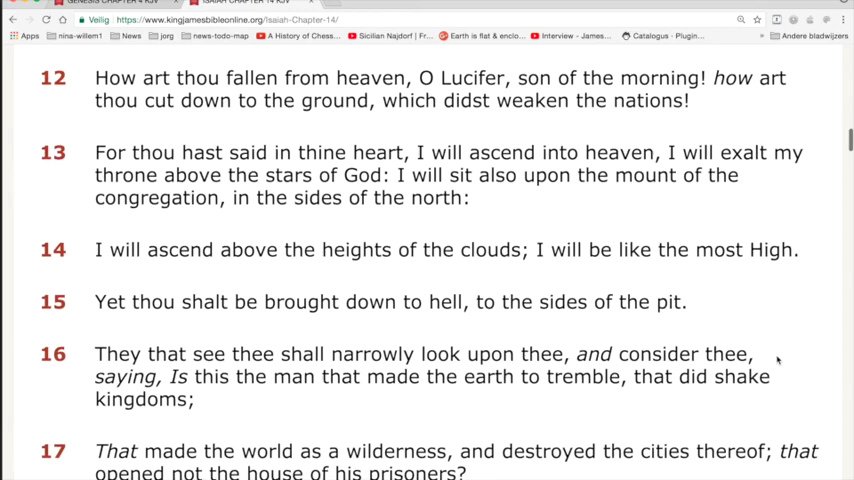 GENESIS CHAPTER 4 KJV
ISAIAH CHAPTER 14 KJV
Veilig https://www.kingjamesbibleonline.org/Isaiah-Chapter-14/
Apps nina-willem1 News jorg news-todo-map A History of Chess... Sicilian Najdorf | Fr... Earth is flat & enclo... Interview - James... Catalogus - Plugin... » Andere bladwijzers
12 How art thou fallen from heaven, O Lucifer, son of the morning! how art
thou cut down to the ground, which didst weaken the nations!
13 For thou hast said in thine heart, I will ascend into heaven, I will exalt my
throne above the stars of God: I will sit also upon the mount of the
congregation, in the sides of the north:
14 I will ascend above the heights of the clouds; I will be like the most High.
15 Yet thou shalt be brought down to hell, to the sides of the pit.
16 They that see thee shall narrowly look upon thee, and consider thee,
saying, Is this the man that made the earth to tremble, that did shake
kingdoms;
17 That made the world as a wilderness, and destroyed the cities thereof; that
opened not the house of his prisoners?